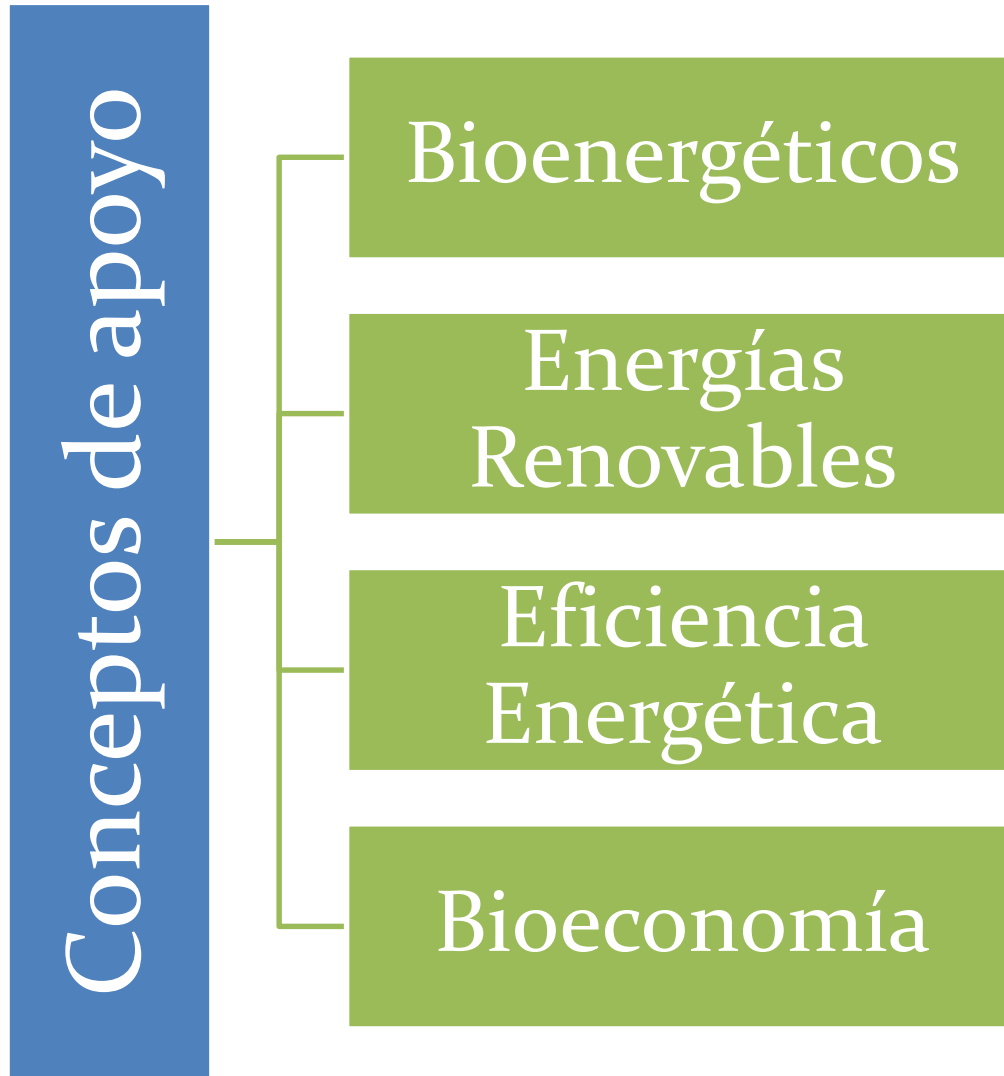 Conceptos de apoyo
Bioenergéticos
Energías
Renovables
Eficiencia
Energética
Bioeconomía